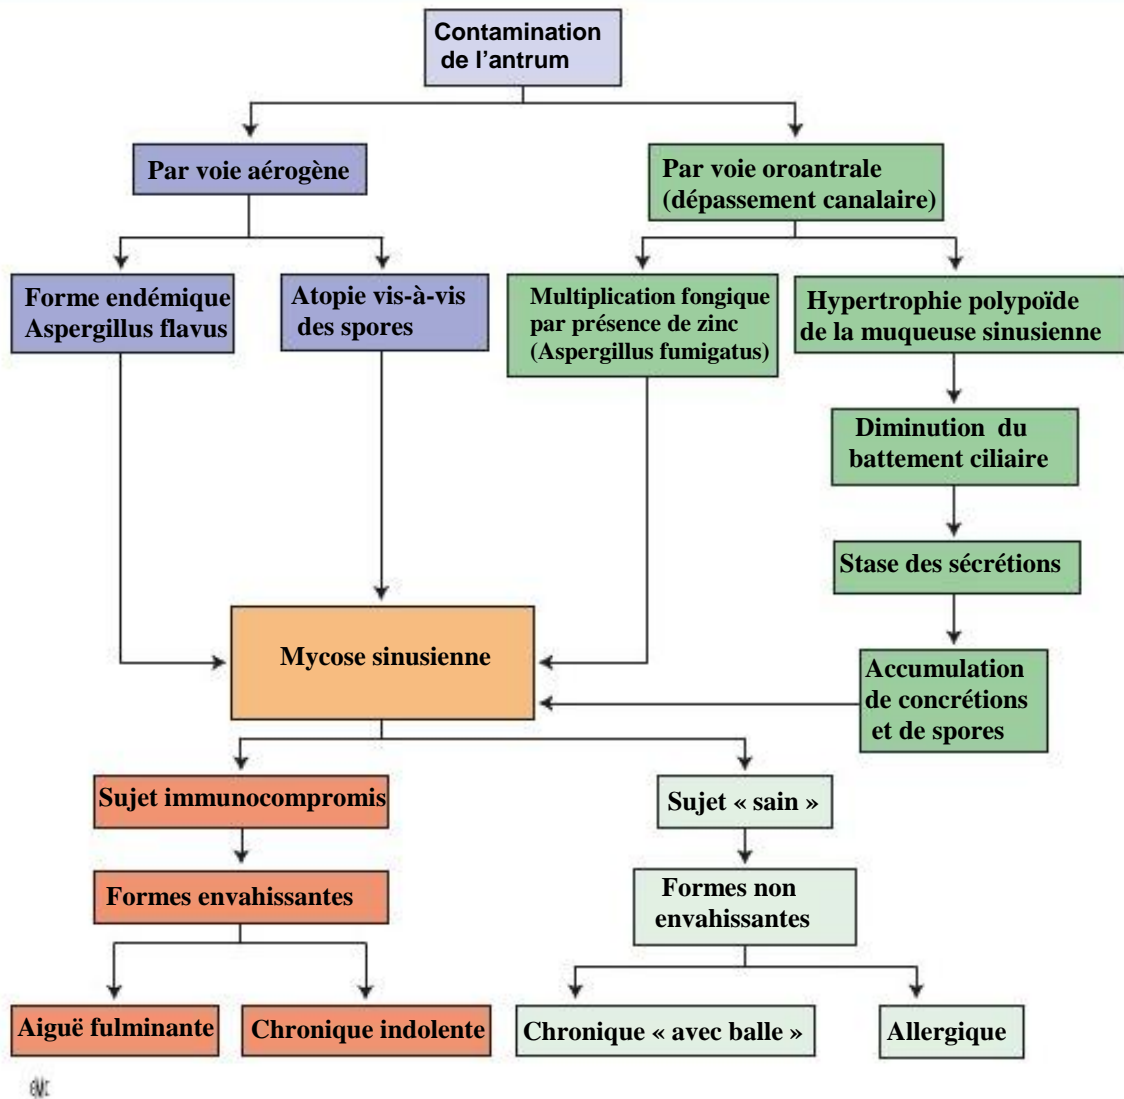 Contamination
de l'antrum
Par voie aérogène
Par voie oroantrale
(dépassement canalaire)
Forme endémique
Aspergillus flavus
Atopie vis-à-vis
des spores
Multiplication fongique
par présence de zinc
(Aspergillus fumigatus)
Hypertrophie polypoïde
de la muqueuse sinusienne
Diminution du
battement ciliaire
Stase des sécrétions
Mycose sinusienne
Accumulation
de concrétions
et de spores
Sujet immunocompromis
Sujet « sain »
Formes envahissantes
Formes non
envahissantes
Aiguë fulminante
Chronique indolente
Chronique « avec balle »
Allergique